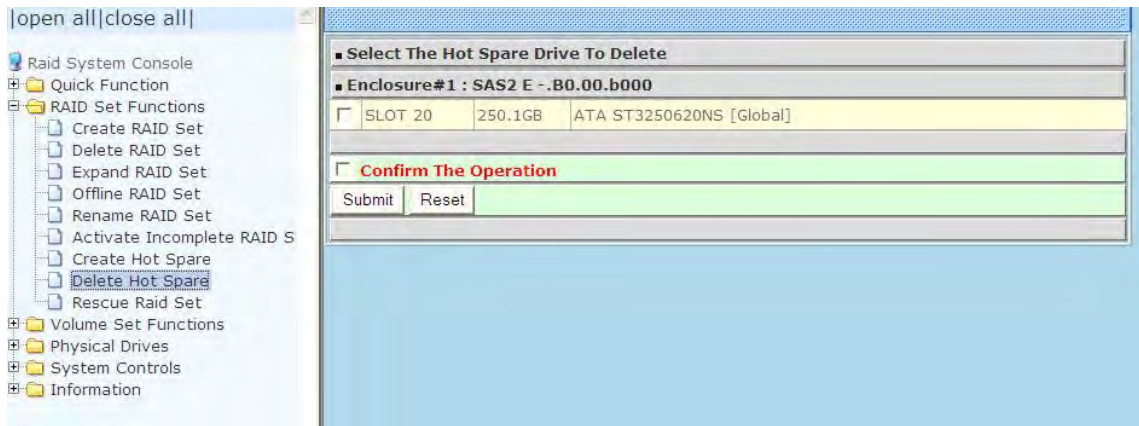 |open all|close all|
Raid System Console
Quick Function
RAID Set Functions
Create RAID Set
Delete RAID Set
Expand RAID Set
Offline RAID Set
Rename RAID Set
Activate Incomplete RAID S
Create Hot Spare
Delete Hot Spare
Rescue Raid Set
Volume Set Functions
Physical Drives
System Controls
Information
Select The Hot Spare Drive To Delete
Enclosure#1 : SAS2 E -.B0.00.b000
SLOT 20 250.1GB ATA ST3250620NS [Global]
Confirm The Operation
Submit Reset